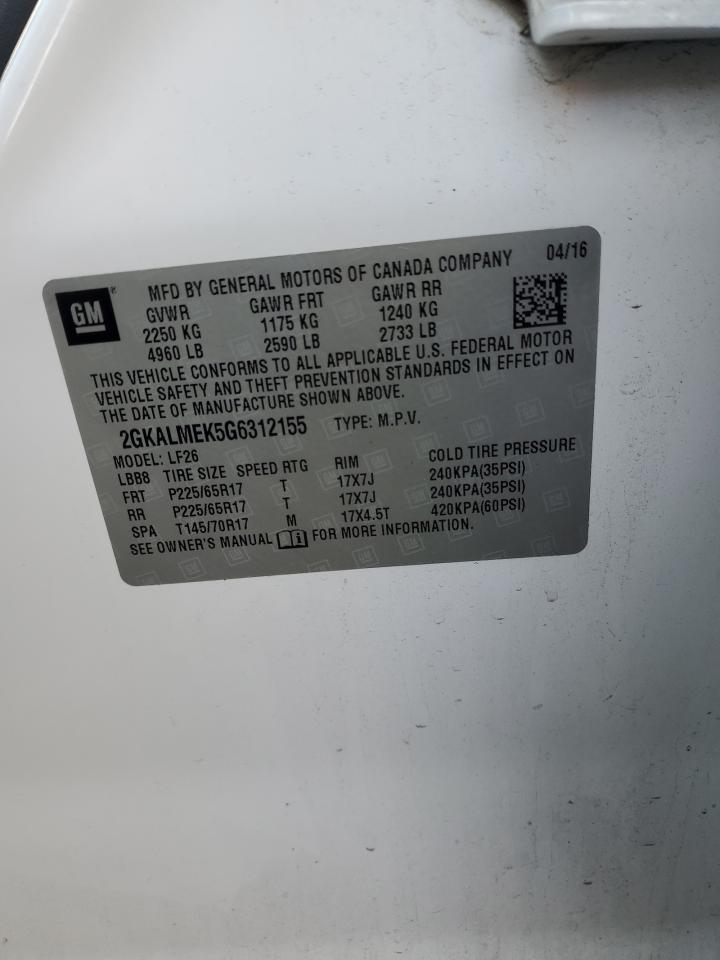 GM ® MFD BY GENERAL MOTORS OF CANADA COMPANY 04/16
GVWR GAWR FRT GAWR RR
2250 KG 1175 KG 1240 KG
4960 LB 2590 LB 2733 LB
THIS VEHICLE CONFORMS TO ALL APPLICABLE U.S. FEDERAL MOTOR
VEHICLE SAFETY AND THEFT PREVENTION STANDARDS IN EFFECT ON
THE DATE OF MANUFACTURE SHOWN ABOVE.
2GKALMEK5G6312155 TYPE: M.P.V.
MODEL: LF26
LBB8 TIRE SIZE SPEED RTG RIM COLD TIRE PRESSURE
FRT P225/65R17 T 17X7J 240KPA(35PSI)
RR P225/65R17 T 17X7J 240KPA(35PSI)
SPA T145/70R17 M 17X4.5T 420KPA(60PSI)
SEE OWNER'S MANUAL FOR MORE INFORMATION.